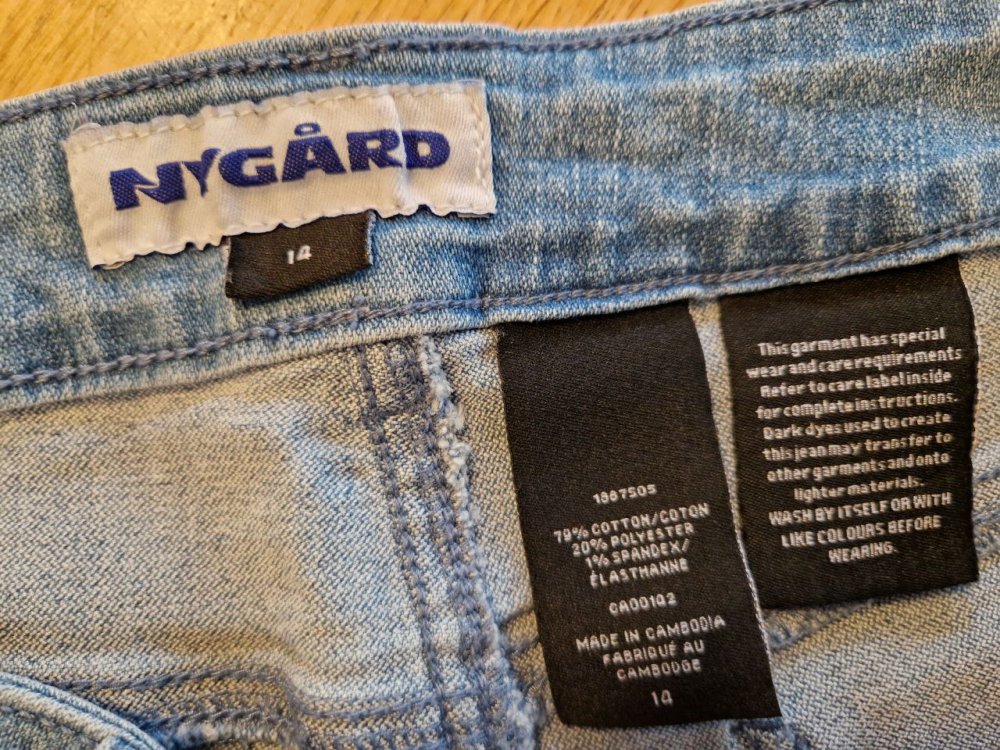 NYGÅRD
14
1987505
79% COTTON/COTON
20% POLYESTER
1% SPANDEX/
ÉLASTHANNE
CA00142
MADE IN CAMBODIA
FABRIQUÉ AU
CAMBODGE
14
This garment has special
wear and care requirements
Refer to care label inside
for complete instructions.
Dark dyes used to create
this jean may transfer to
other garments and onto
lighter materials.
WASH BY ITSELF OR WITH
LIKE COLOURS BEFORE
WEARING.